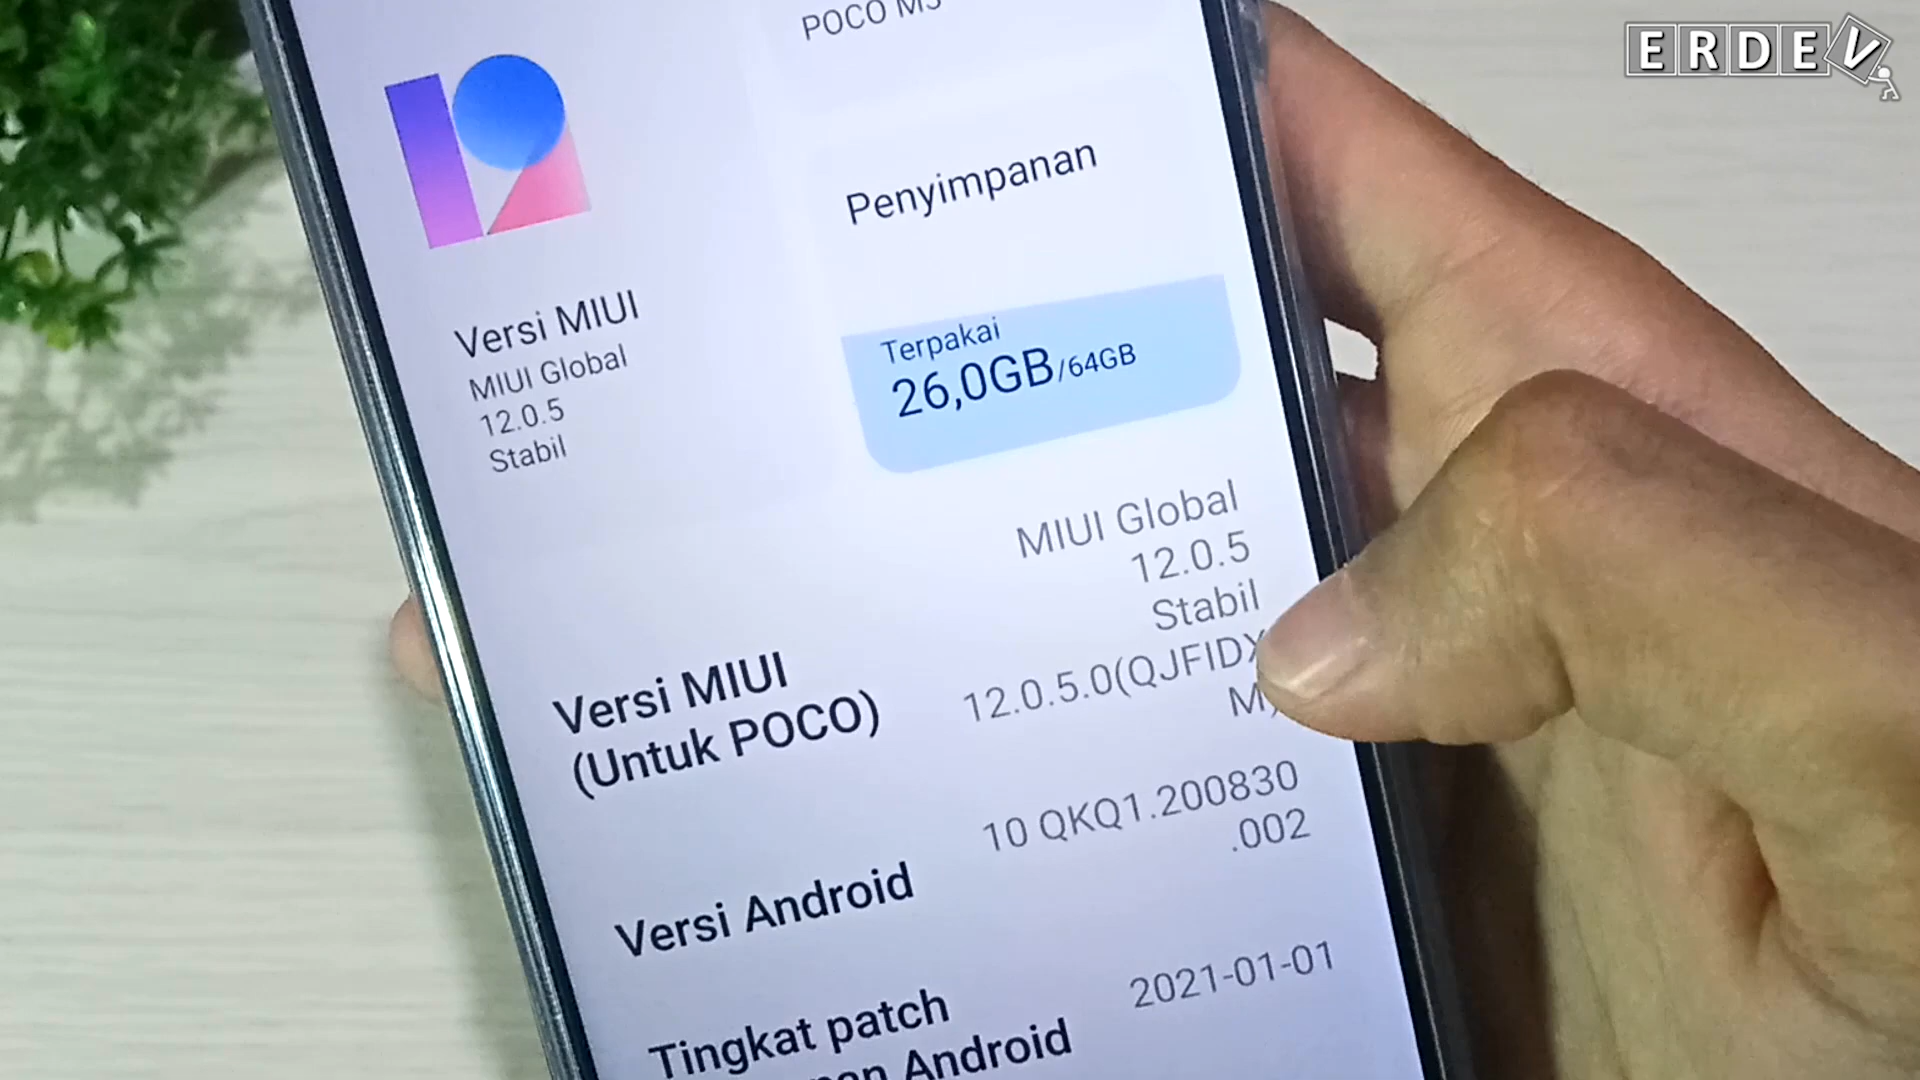 ERDEV
POCO M3
Penyimpanan
Versi MIUI
MIUI Global
12.0.5
Stabil
Terpakai
26,0GB/64GB
MIUI Global
12.0.5
Stabil
12.0.5.0(QJFIDX
M)
Versi MIUI
(Untuk POCO)
10 QKQ1.200830
.002
Versi Android
2021-01-01
Tingkat patch
Android